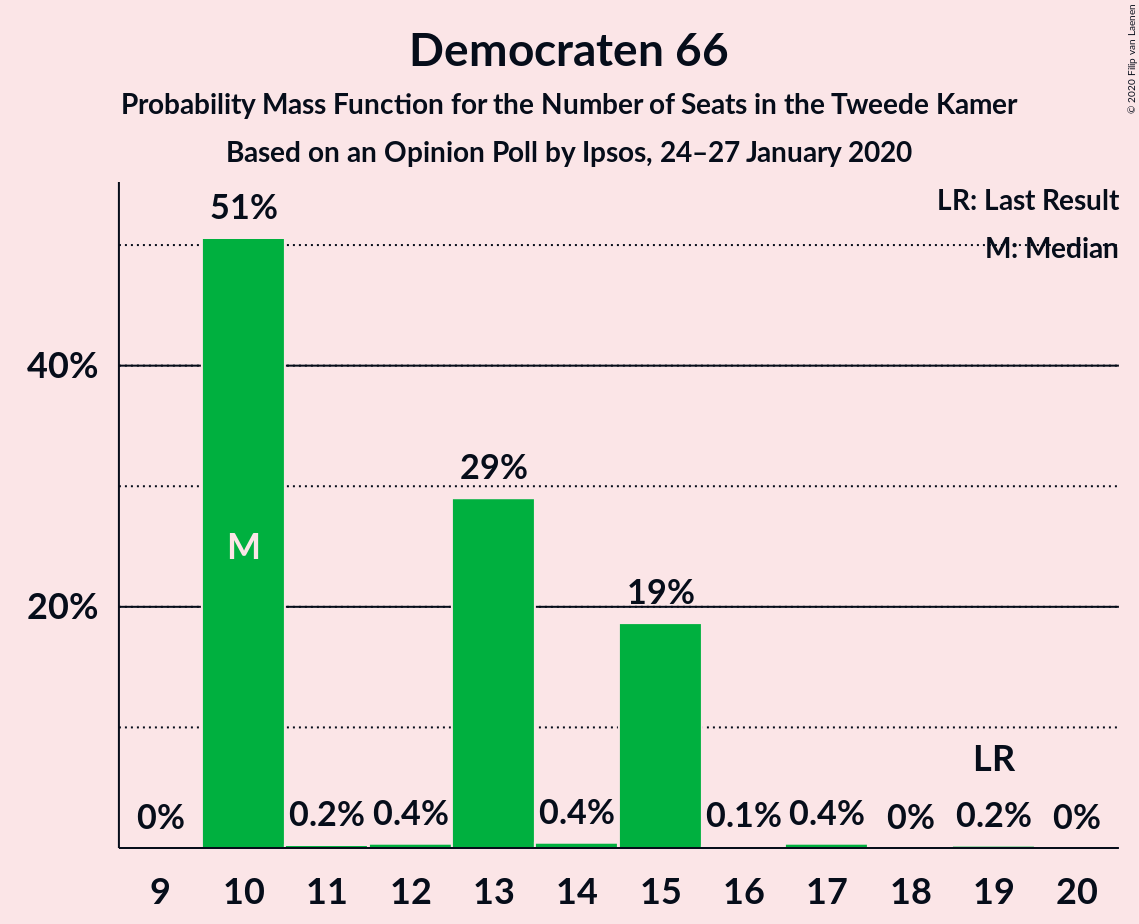 Democraten 66
Probability Mass Function for the Number of Seats in the Tweede Kamer
Based on an Opinion Poll by Ipsos, 24–27 January 2020
© 2020 Filip van Laenen
LR: Last Result
M: Median
51%
40%
29%
M
20%
19%
LR
0% 0.2% 0.4% 0.4% 0.1% 0.4% 0% 0.2% 0%
9 10 11 12 13 14 15 16 17 18 19 20